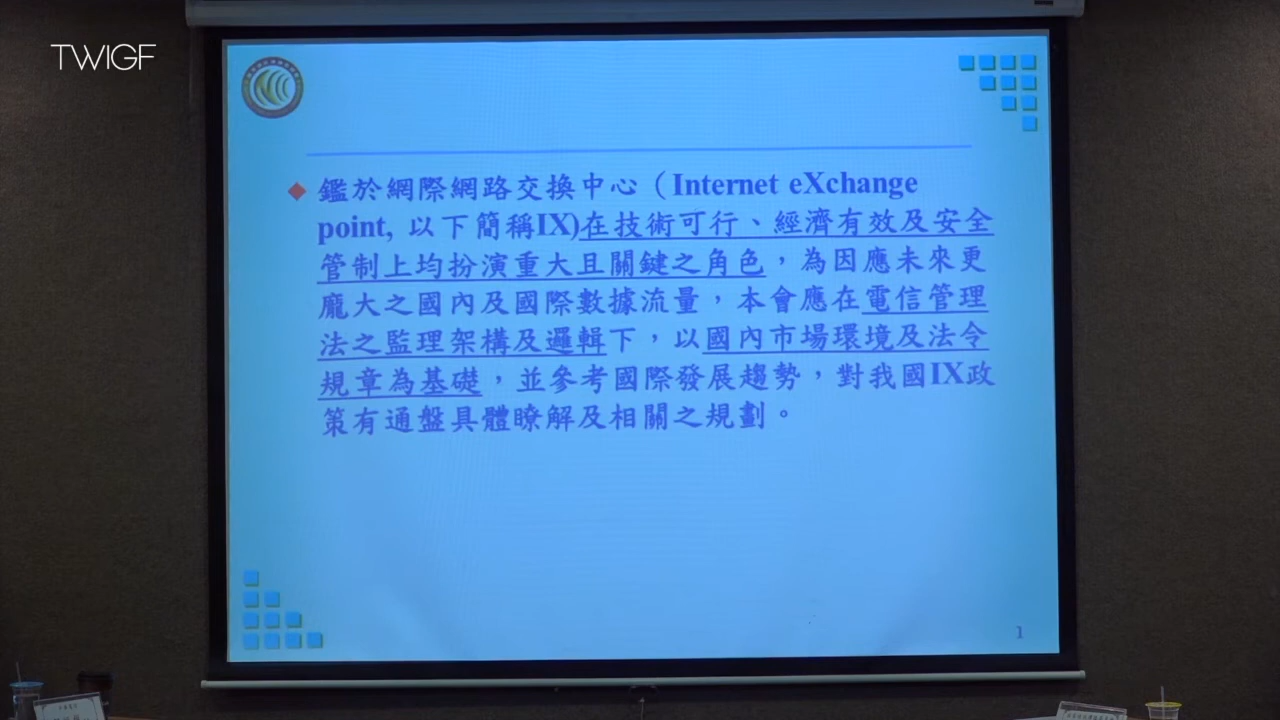 TWIGF
鑑於網際網路交換中心（Internet eXchange
point, 以下簡稱IX)在技術可行、經濟有效及安全
管制上均扮演重大且關鍵之角色，為因應未來更
龐大之國內及國際數據流量，本會應在電信管理
法之監理架構及邏輯下，以國內市場環境及法令
規章為基礎，並參考國際發展趨勢，對我國IX政
策有通盤具體瞭解及相關之規劃。
1